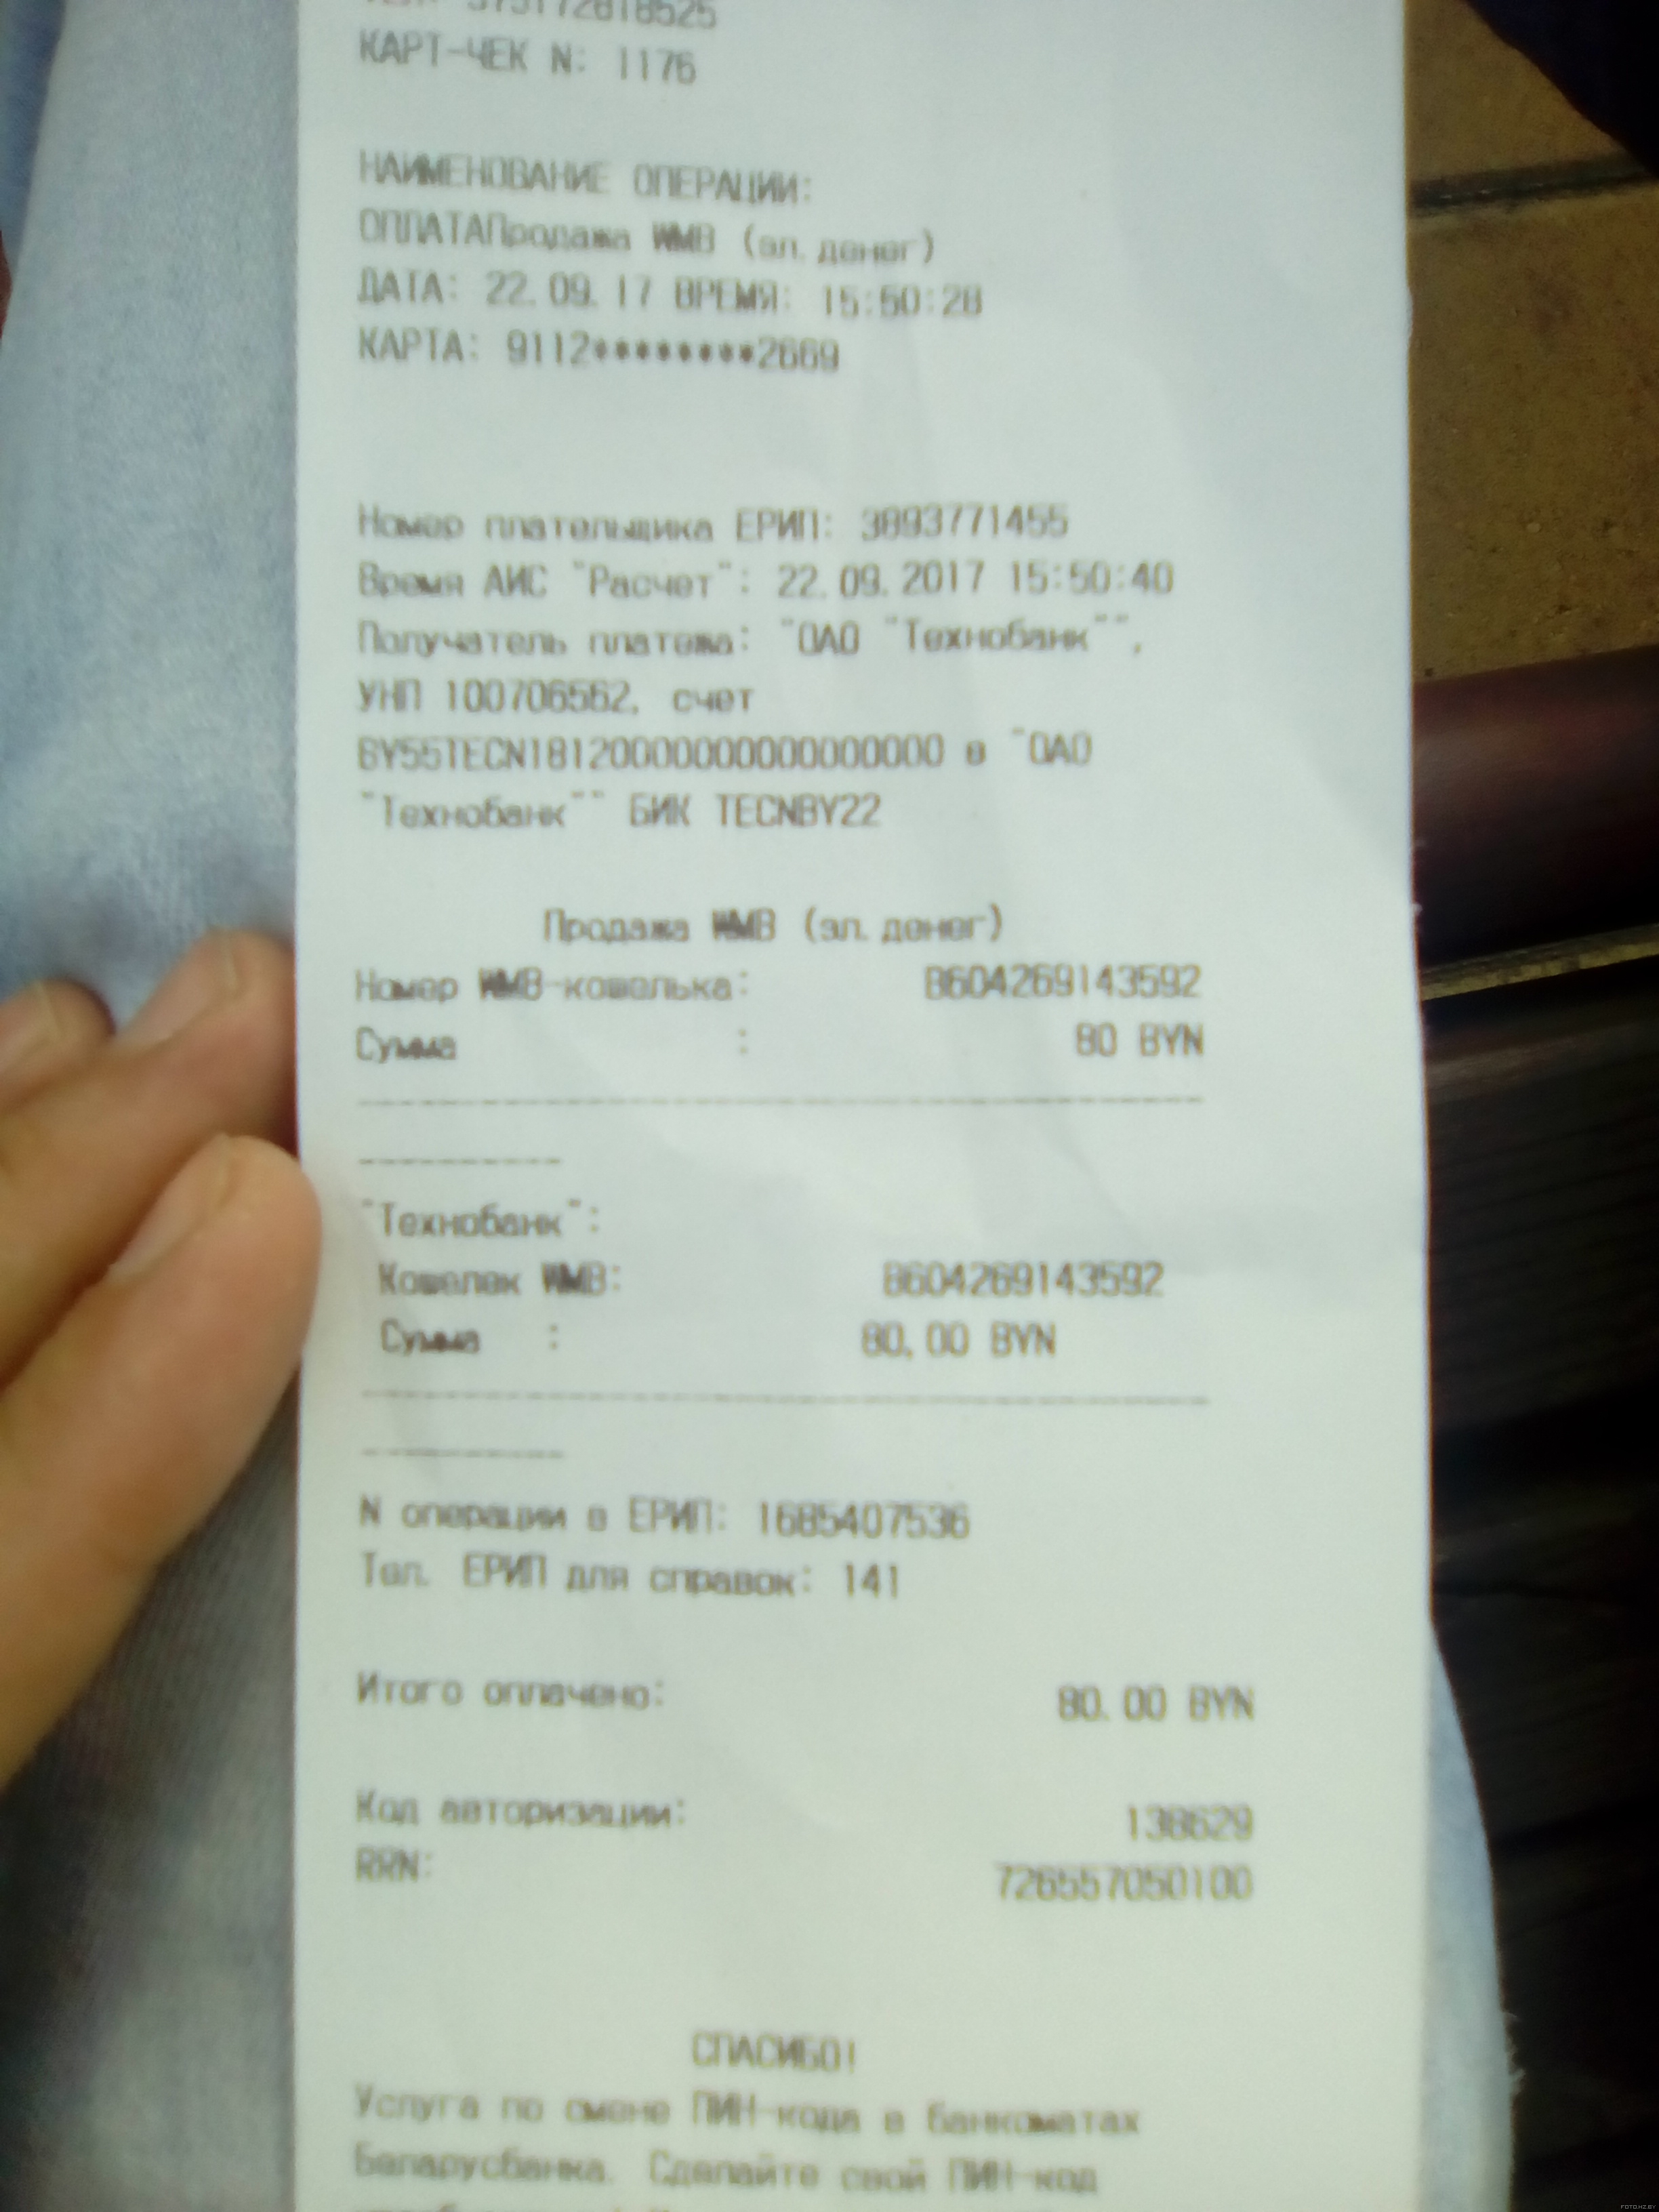 КАРТ-ЧЕК N: 1176
НАИМЕНОВАНИЕ ОПЕРАЦИИ:
ОПЛАТАПродажа WMB (эл.денег)
ДАТА: 22.09.17 ВРЕМЯ: 15:50:28
КАРТА: 9112********2669
Номер плательщика ЕРИП: 3893771455
Время АИС "Расчет": 22.09.2017 15:50:40
Получатель платежа: "ОАО "Технобанк"",
УНП 100706562, счет
BY55TECN18120000000000000000 в "ОАО
"Технобанк"" БИК TECNBY22
Продажа WMB (эл.денег)
Номер WMB-кошелька: B604269143592
Сумма : 80 BYN
----------------------------------------
----------
"Технобанк":
Кошелек WMB: B604269143592
Сумма : 80,00 BYN
----------------------------------------
----------
N операции в ЕРИП: 1685407536
Тел. ЕРИП для справок: 141
Итого оплачено: 80.00 BYN
Код авторизации: 138629
RRN: 726557050100
СПАСИБО!
Услуга по смене ПИН-кода в банкоматах
Беларусбанка. Сделайте свой ПИН-код
FOTO.HZ.BY